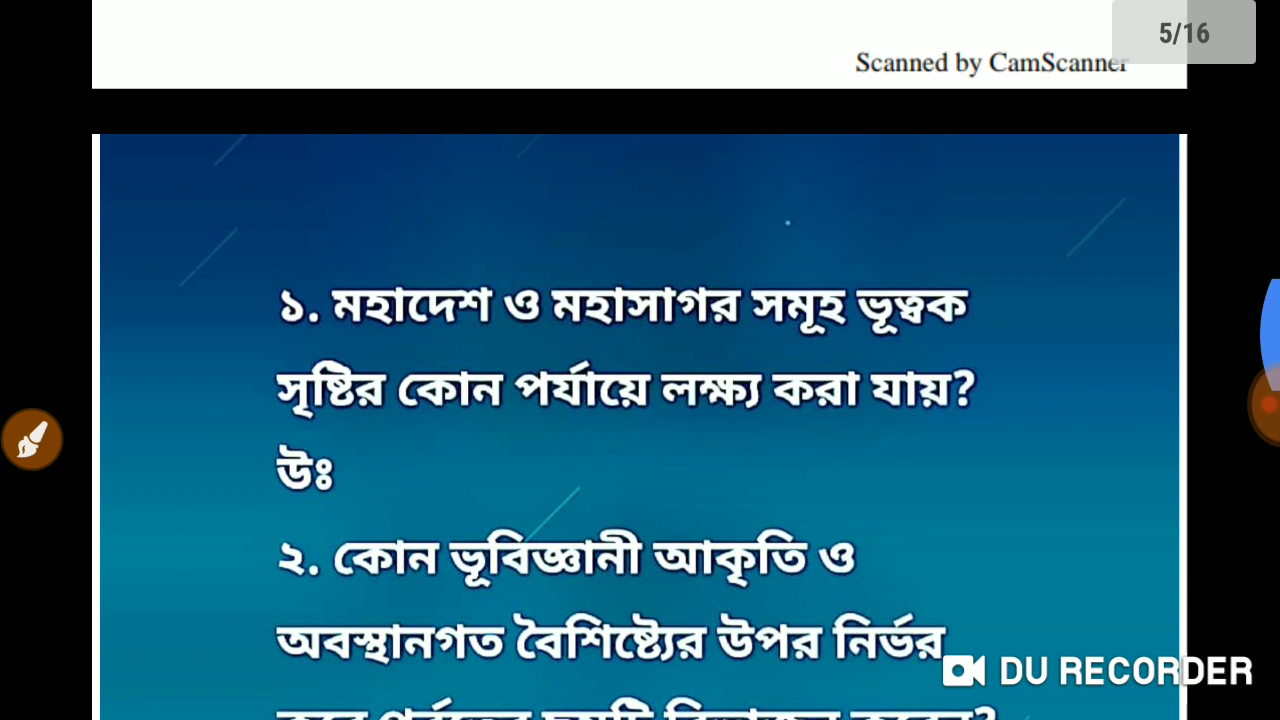 5/16
Scanned by CamScanner
১. মহাদেশ ও মহাসাগর সমূহ ভূত্বক
সৃষ্টির কোন পর্যায়ে লক্ষ্য করা যায়?
উঃ
২. কোন ভূবিজ্ঞানী আকৃতি ও
অবস্থানগত বৈশিষ্ট্যের উপর নির্ভর
DU RECORDER